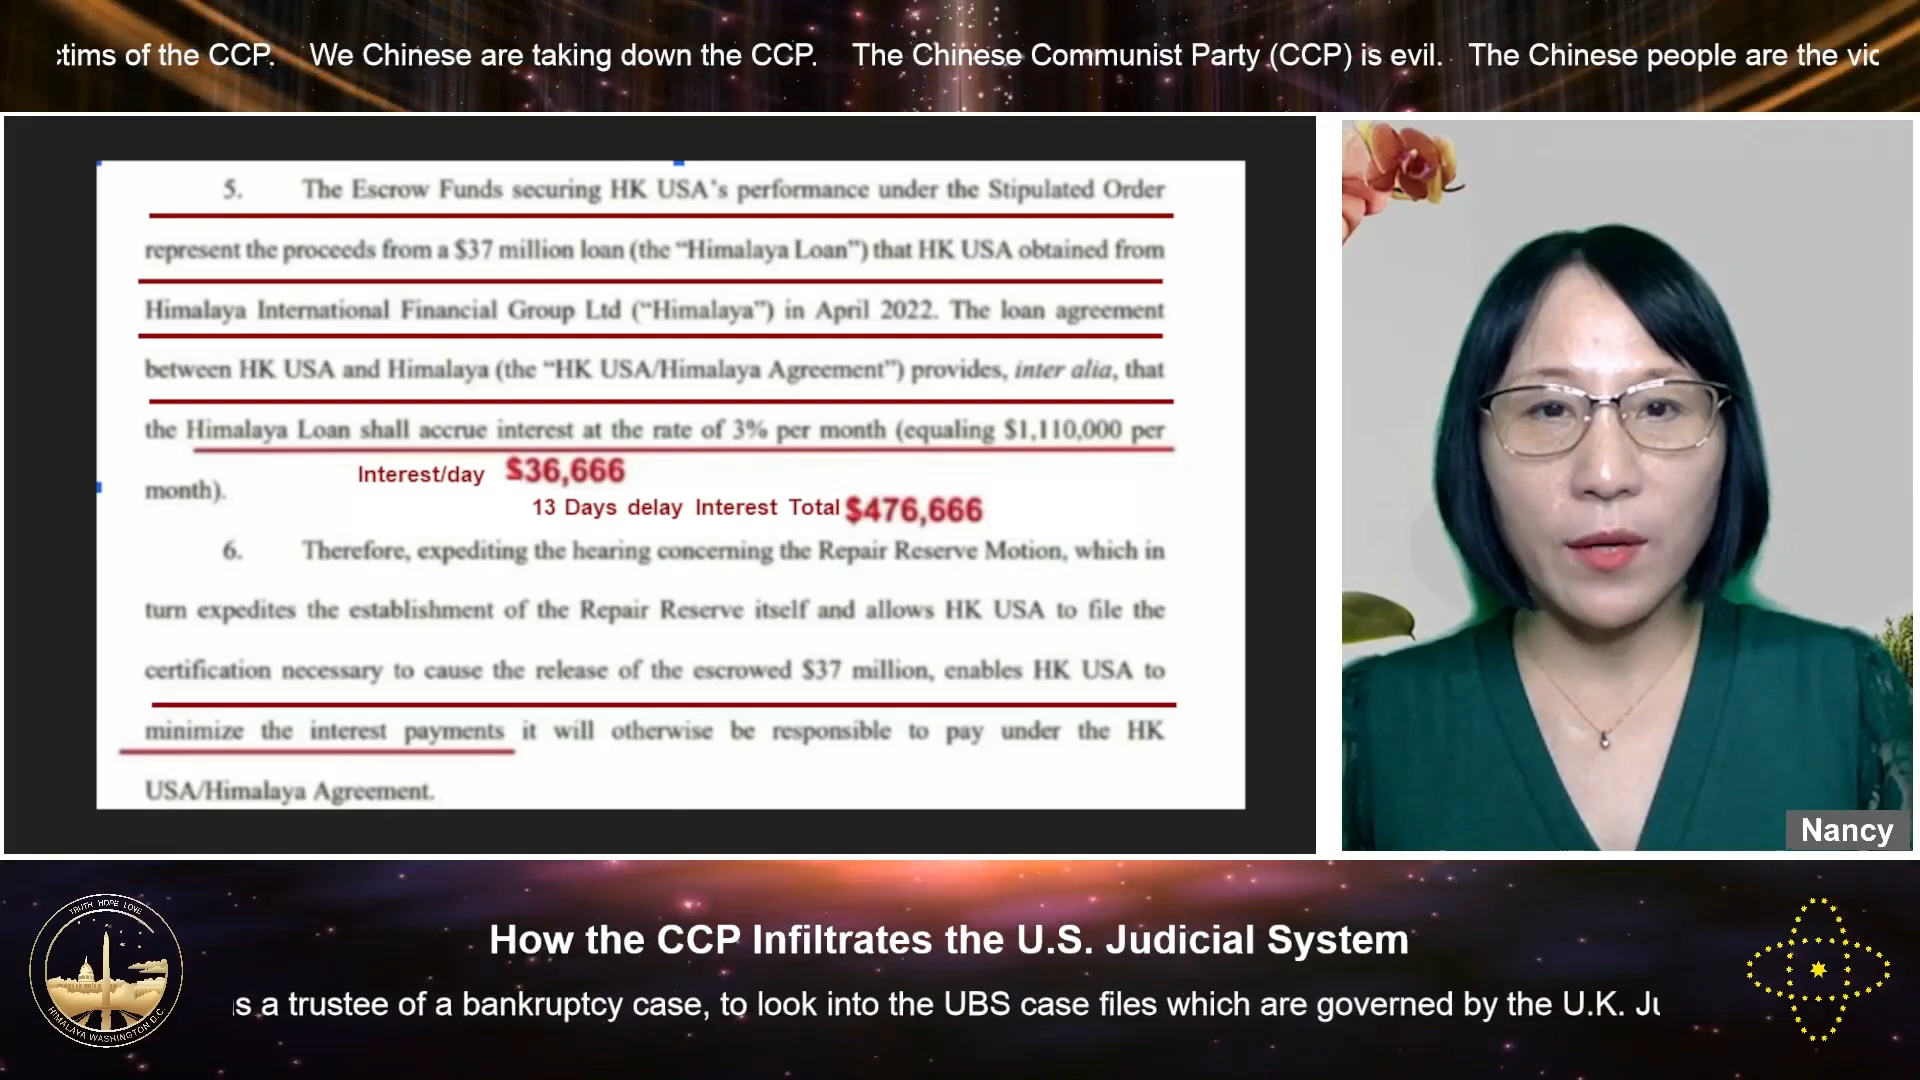 :tims of the CCP.    We Chinese are taking down the CCP.    The Chinese Communist Party (CCP) is evil.   The Chinese people are the vic
5. The Escrow Funds securing HK USA's performance under the Stipulated Order
represent the proceeds from a $37 million loan (the “Himalaya Loan”) that HK USA obtained from
Himalaya International Financial Group Ltd (“Himalaya”) in April 2022. The loan agreement
between HK USA and Himalaya (the “HK USA/Himalaya Agreement”) provides, inter alia, that
the Himalaya Loan shall accrue interest at the rate of 3% per month (equaling $1,110,000 per
month).
Interest/day $36,666
13 Days delay Interest Total $476,666
6. Therefore, expediting the hearing concerning the Repair Reserve Motion, which in
turn expedites the establishment of the Repair Reserve itself and allows HK USA to file the
certification necessary to cause the release of the escrowed $37 million, enables HK USA to
minimize the interest payments it will otherwise be responsible to pay under the HK
USA/Himalaya Agreement.
Nancy
TRUTH HOPE LOVE
HIMALAYA WASHINGTON D.C.
How the CCP Infiltrates the U.S. Judicial System
is a trustee of a bankruptcy case, to look into the UBS case files which are governed by the U.K. Ju